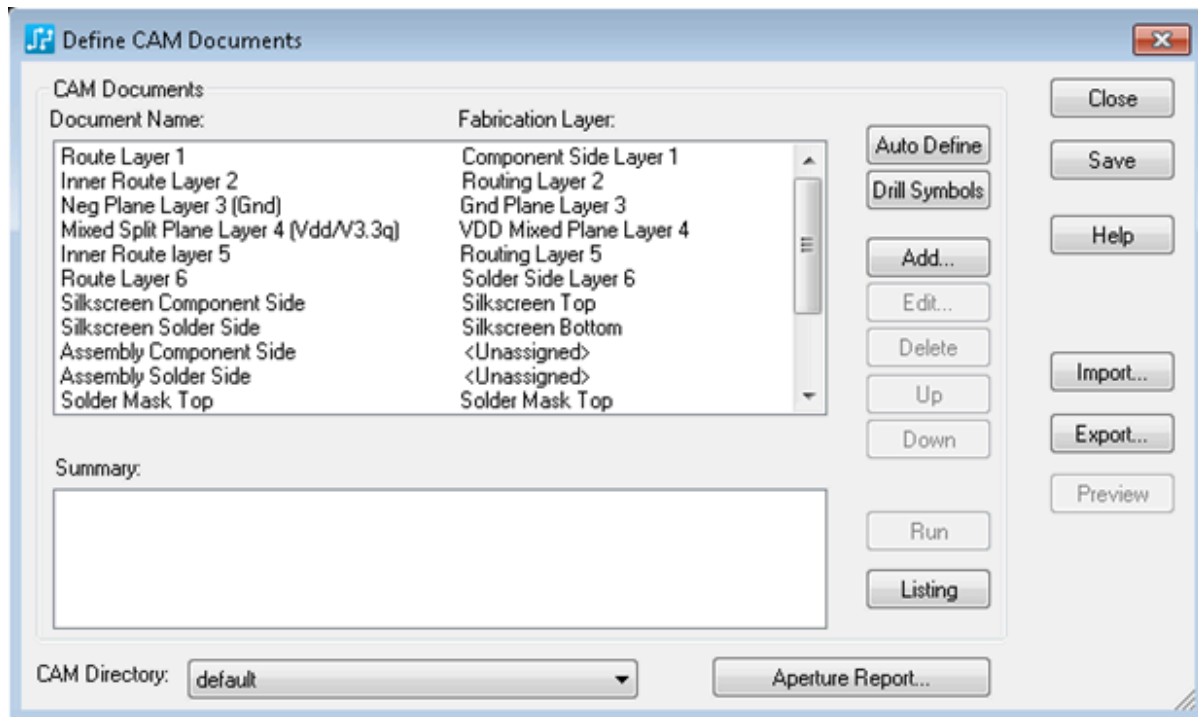 Define CAM Documents
CAM Documents
Document Name: Fabrication Layer:
Route Layer 1 Component Side Layer 1
Inner Route Layer 2 Routing Layer 2
Neg Plane Layer 3 (Gnd) Gnd Plane Layer 3
Mixed Split Plane Layer 4 (Vdd/V3.3q) VDD Mixed Plane Layer 4
Inner Route layer 5 Routing Layer 5
Route Layer 6 Solder Side Layer 6
Silkscreen Component Side Silkscreen Top
Silkscreen Solder Side Silkscreen Bottom
Assembly Component Side <Unassigned>
Assembly Solder Side <Unassigned>
Solder Mask Top Solder Mask Top
Summary:
Auto Define
Drill Symbols
Add...
Edit...
Delete
Up
Down
Run
Listing
Close
Save
Help
Import...
Export...
Preview
CAM Directory: default
Aperture Report...